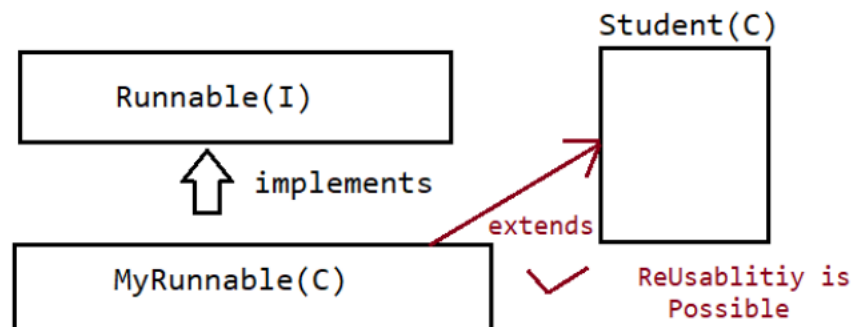 Student(C)
Runnable(I)
implements
extends
MyRunnable(C)
ReUsablitiy is
Possible